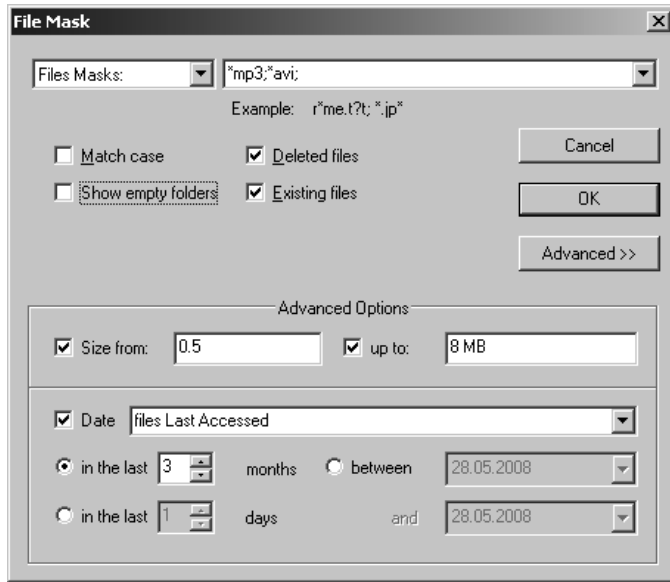 File Mask
Files Masks: *mp3;*avi;
Example: r*me.t?t; *.jp*
Match case Deleted files Cancel
Show empty folders Existing files OK
Advanced >>
Advanced Options
Size from: 0.5 up to: 8 MB
Date files Last Accessed
in the last 3 months between 28.05.2008
in the last 1 days and 28.05.2008